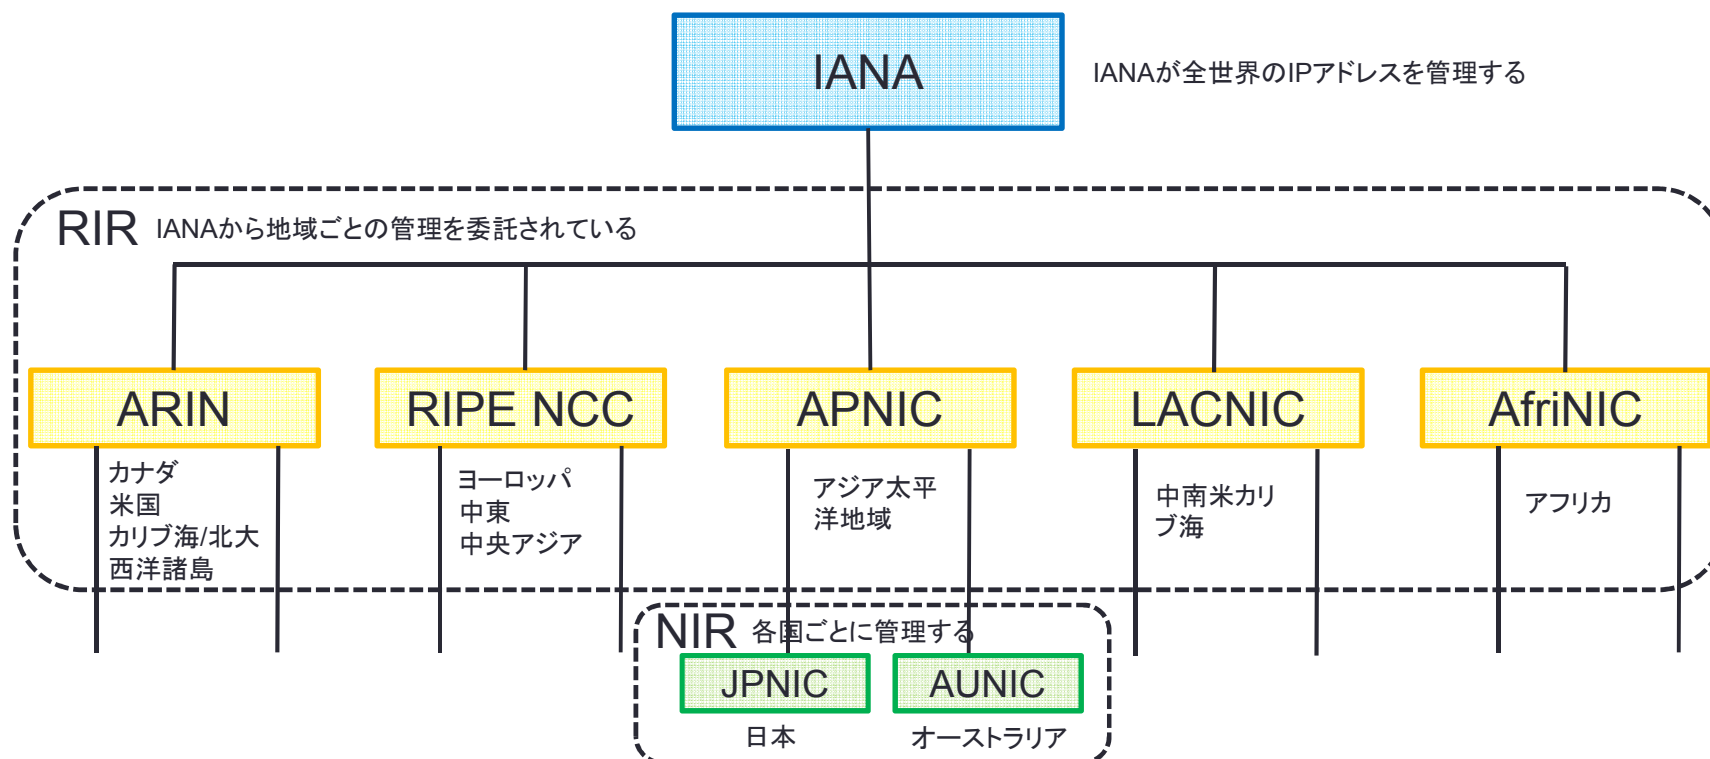 IANA
IANAが全世界のIPアドレスを管理する
RIR IANAから地域ごとの管理を委託されている
ARIN
RIPE NCC
APNIC
LACNIC
AfriNIC
カナダ
米国
カリブ海/北大
西洋諸島
ヨーロッパ
中東
中央アジア
アジア太平
洋地域
中南米カリ
ブ海
アフリカ
NIR 各国ごとに管理する
JPNIC
AUNIC
日本
オーストラリア